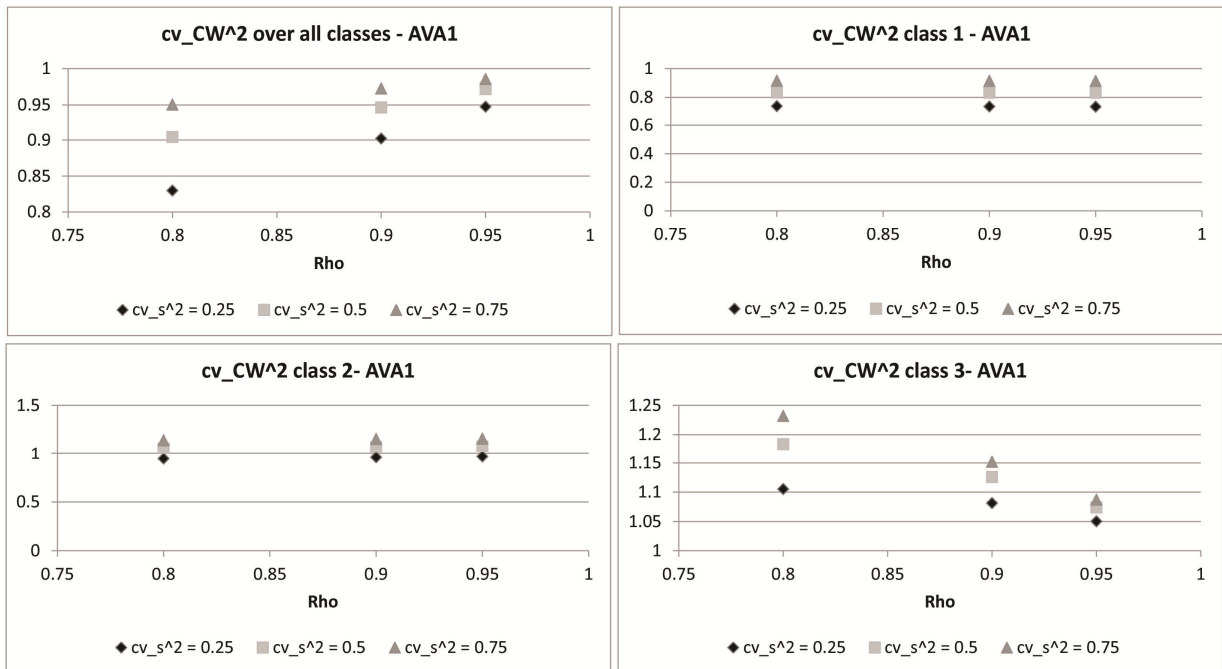 cv_CW^2 over all classes - AVA1
1
0.95
0.9
0.85
0.8
0.75 0.8 0.85 0.9 0.95 1
Rho
cv_s^2 = 0.25 cv_s^2 = 0.5 cv_s^2 = 0.75
cv_CW^2 class 1 - AVA1
1
0.8
0.6
0.4
0.2
0
0.75 0.8 0.85 0.9 0.95 1
Rho
cv_s^2 = 0.25 cv_s^2 = 0.5 cv_s^2 = 0.75
cv_CW^2 class 2- AVA1
1.5
1
0.5
0
0.75 0.8 0.85 0.9 0.95 1
Rho
cv_s^2 = 0.25 cv_s^2 = 0.5 cv_s^2 = 0.75
cv_CW^2 class 3- AVA1
1.25
1.2
1.15
1.1
1.05
1
0.75 0.8 0.85 0.9 0.95 1
Rho
cv_s^2 = 0.25 cv_s^2 = 0.5 cv_s^2 = 0.75